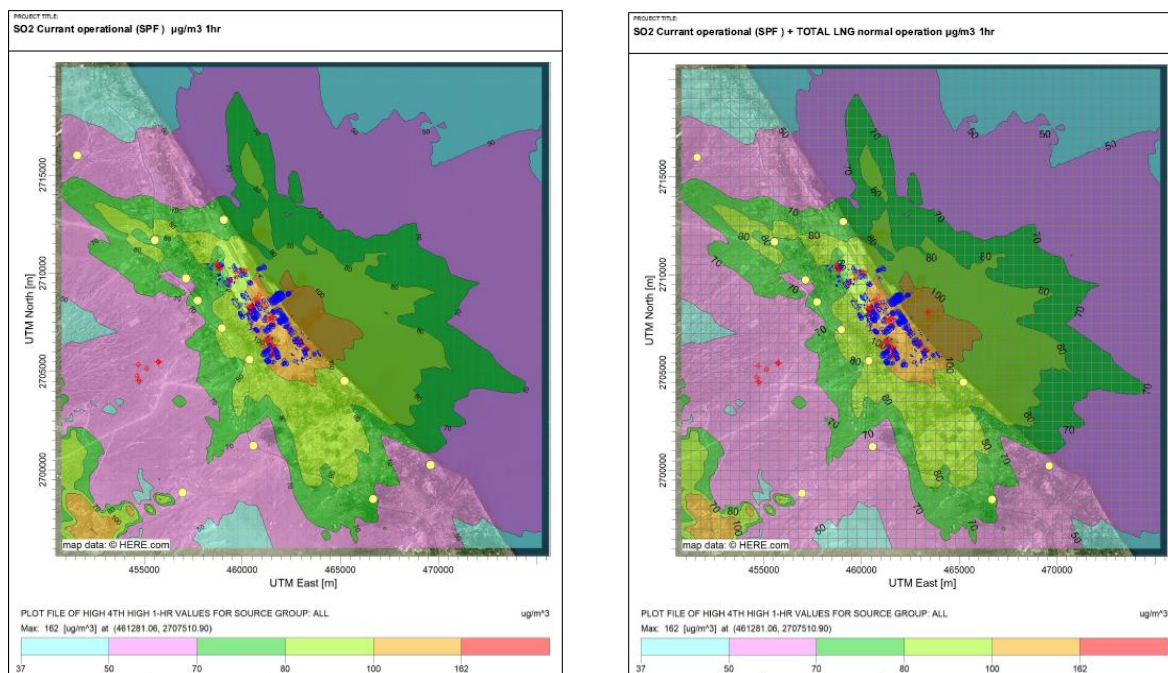 PROJECT TITLE:
SO2 Currant operational (SPF ) µg/m3 1hr
UTM North [m]
2715000
2710000
2705000
2700000
map data: © HERE.com
455000 460000 465000 470000
UTM East [m]
PLOT FILE OF HIGH 4TH HIGH 1-HR VALUES FOR SOURCE GROUP: ALL
ug/m^3
Max: 162 [ug/m^3] at (461281.06, 2707510.90)
37 50 70 80 100 162
PROJECT TITLE:
SO2 Currant operational (SPF ) + TOTAL LNG normal operation µg/m3 1hr
UTM North [m]
2715000
2710000
2705000
2700000
map data: © HERE.com
455000 460000 465000 470000
UTM East [m]
PLOT FILE OF HIGH 4TH HIGH 1-HR VALUES FOR SOURCE GROUP: ALL
ug/m^3
Max: 162 [ug/m^3] at (461281.06, 2707510.90)
37 50 70 80 100 162